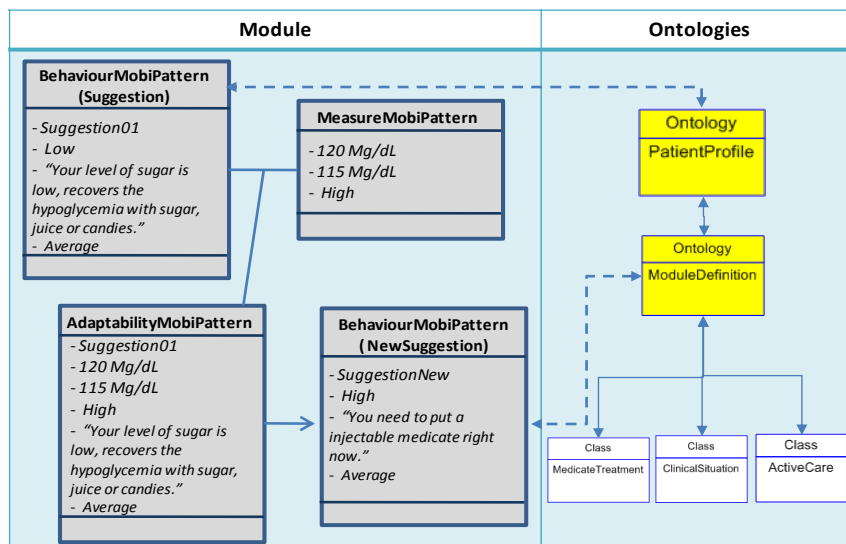 Module
Ontologies
BehaviourMobiPattern
(Suggestion)
- Suggestion01
- Low
- “Your level of sugar is
low, recovers the
hypoglycemia with sugar,
juice or candies.”
- Average
MeasureMobiPattern
- 120 Mg/dL
- 115 Mg/dL
- High
AdaptabilityMobiPattern
- Suggestion01
- 120 Mg/dL
- 115 Mg/dL
- High
- “Your level of sugar is
low, recovers the
hypoglycemia with sugar,
juice or candies.”
- Average
BehaviourMobiPattern
(NewSuggestion)
- SuggestionNew
- High
- “You need to put a
injectable medicate right
now.”
- Average
Ontology
PatientProfile
Ontology
ModuleDefinition
Class
MedicateTreatment
Class
ClinicalSituation
Class
ActiveCare